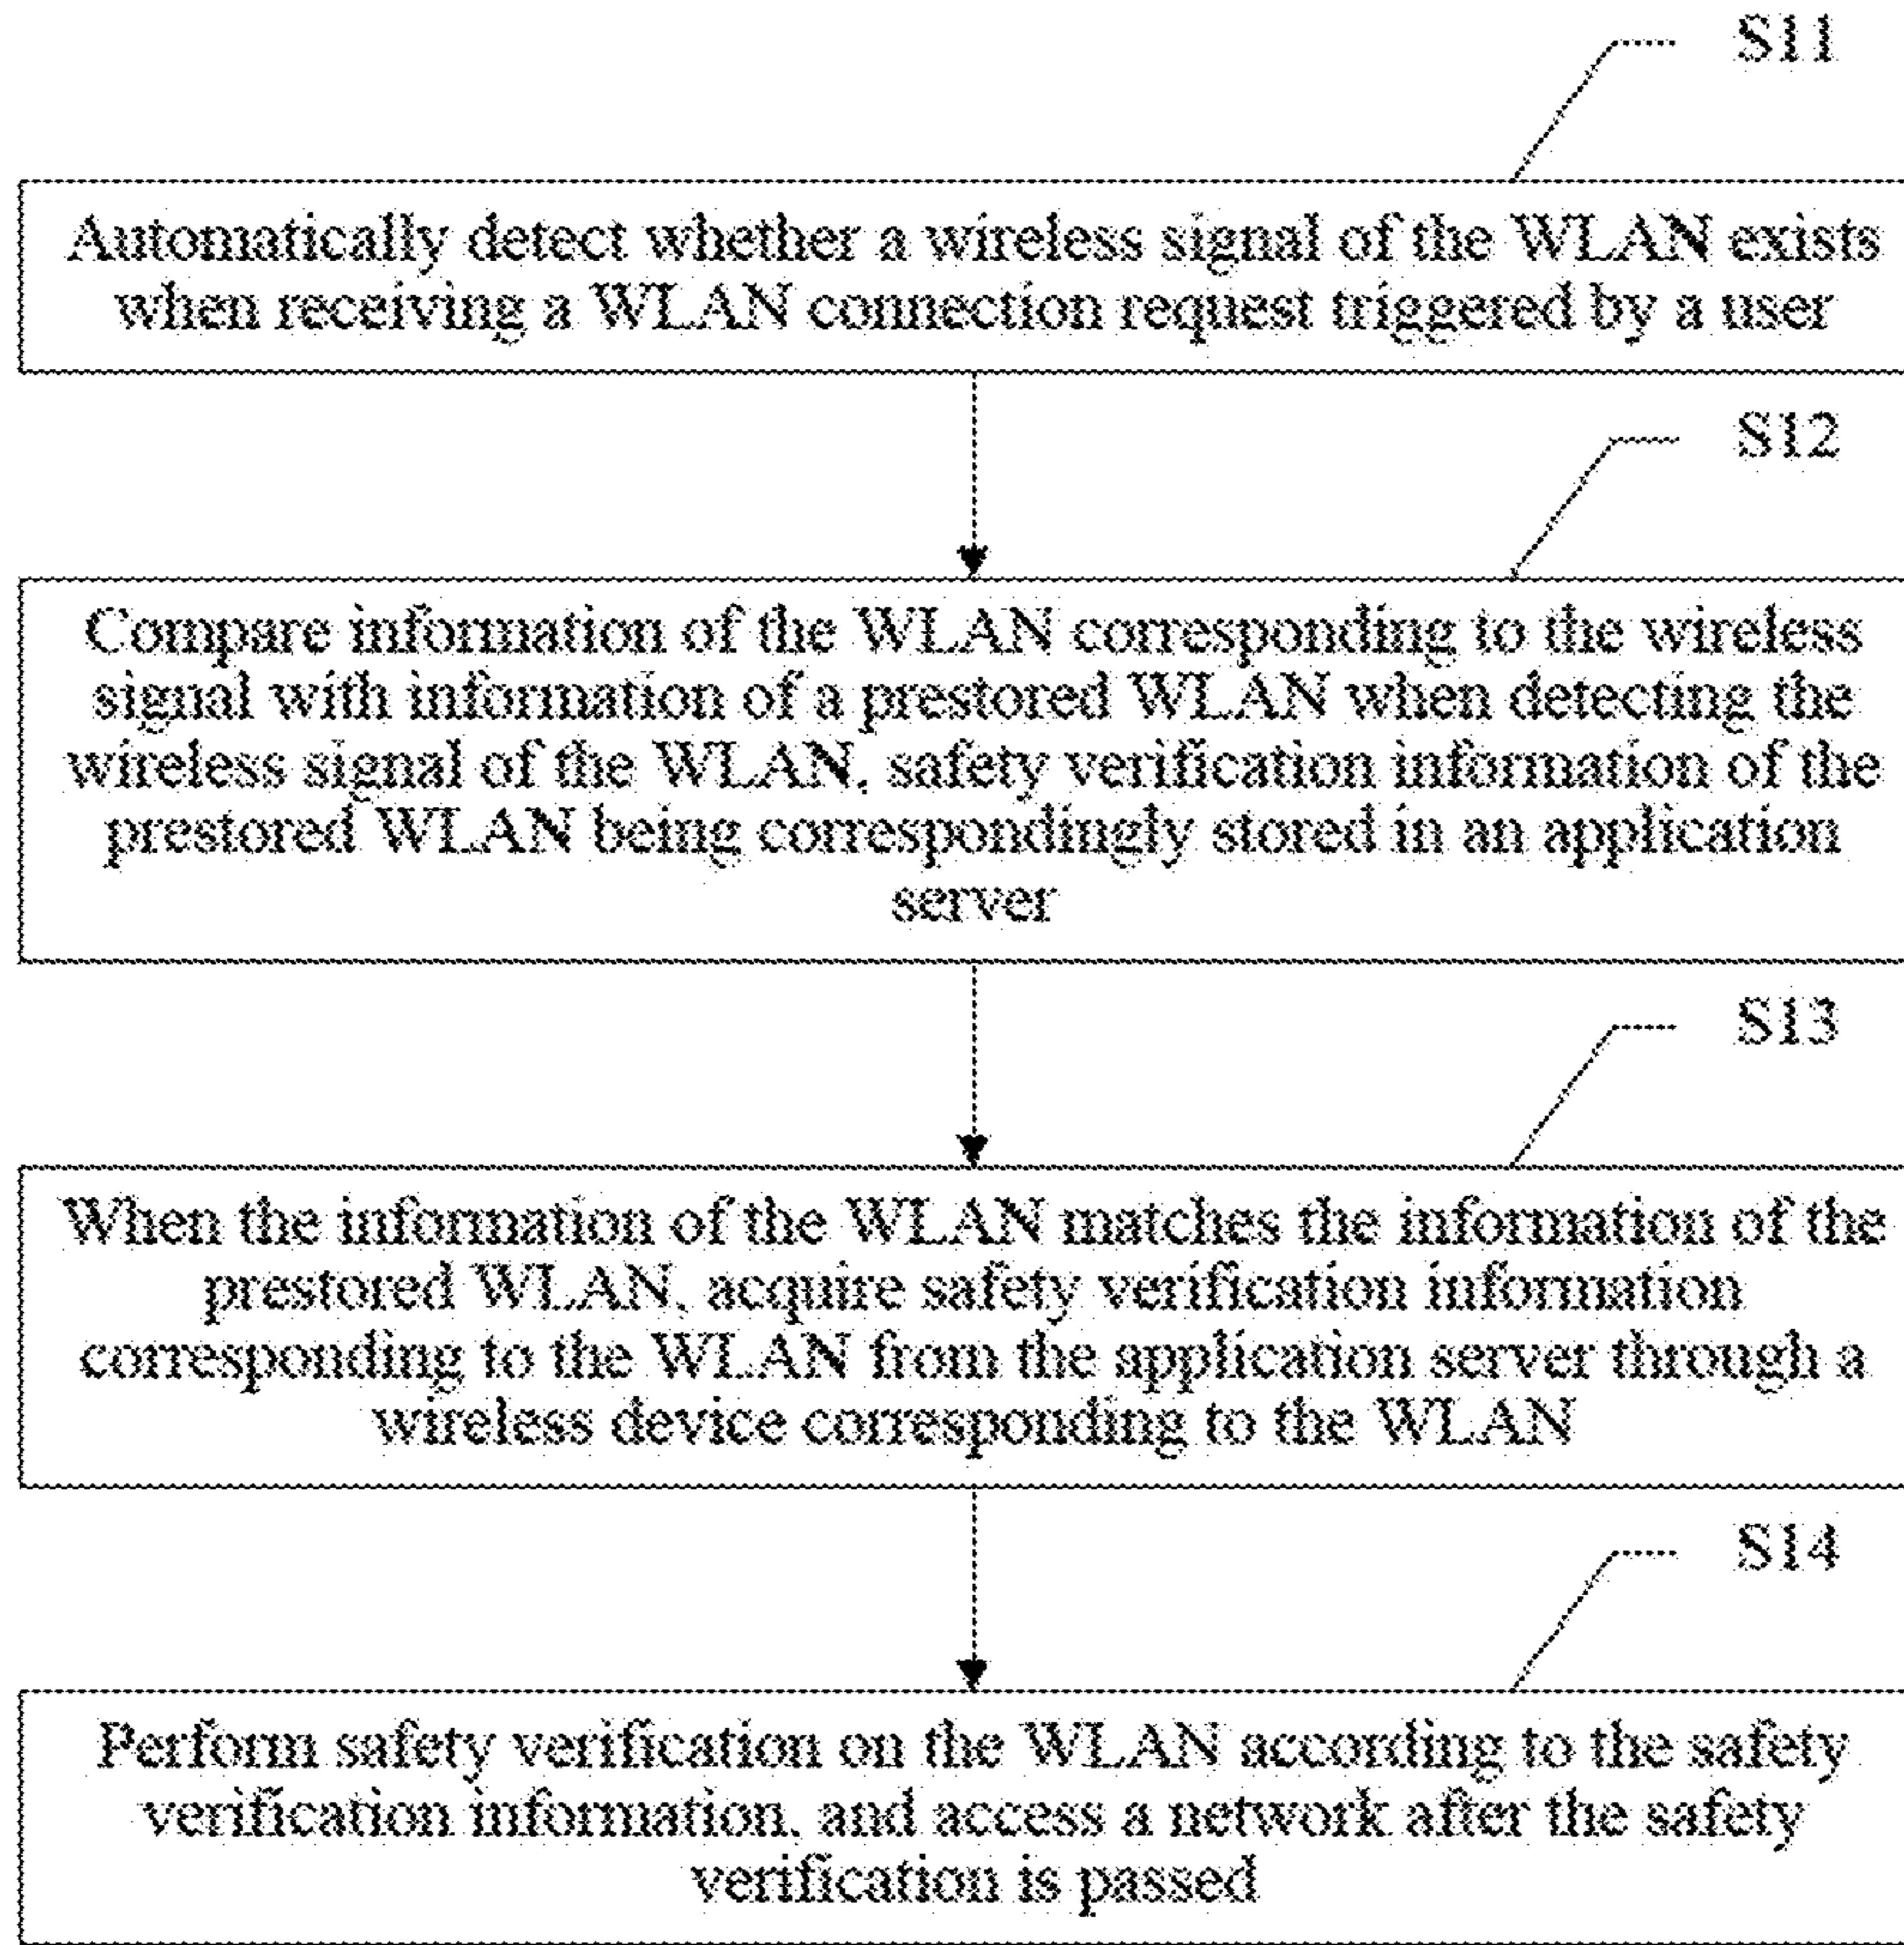 S11
Automatically detect whether a wireless signal of the WLAN exists
when receiving a WLAN connection request triggered by a user
S12
Compare information of the WLAN corresponding to the wireless
signal with information of a prestored WLAN when detecting the
wireless signal of the WLAN, safety verification information of the
prestored WLAN being correspondingly stored in an application
server
S13
When the information of the WLAN matches the information of the
prestored WLAN, acquire safety verification information
corresponding to the WLAN from the application server through a
wireless device corresponding to the WLAN
S14
Perform safety verification on the WLAN according to the safety
verification information, and access a network after the safety
verification is passed